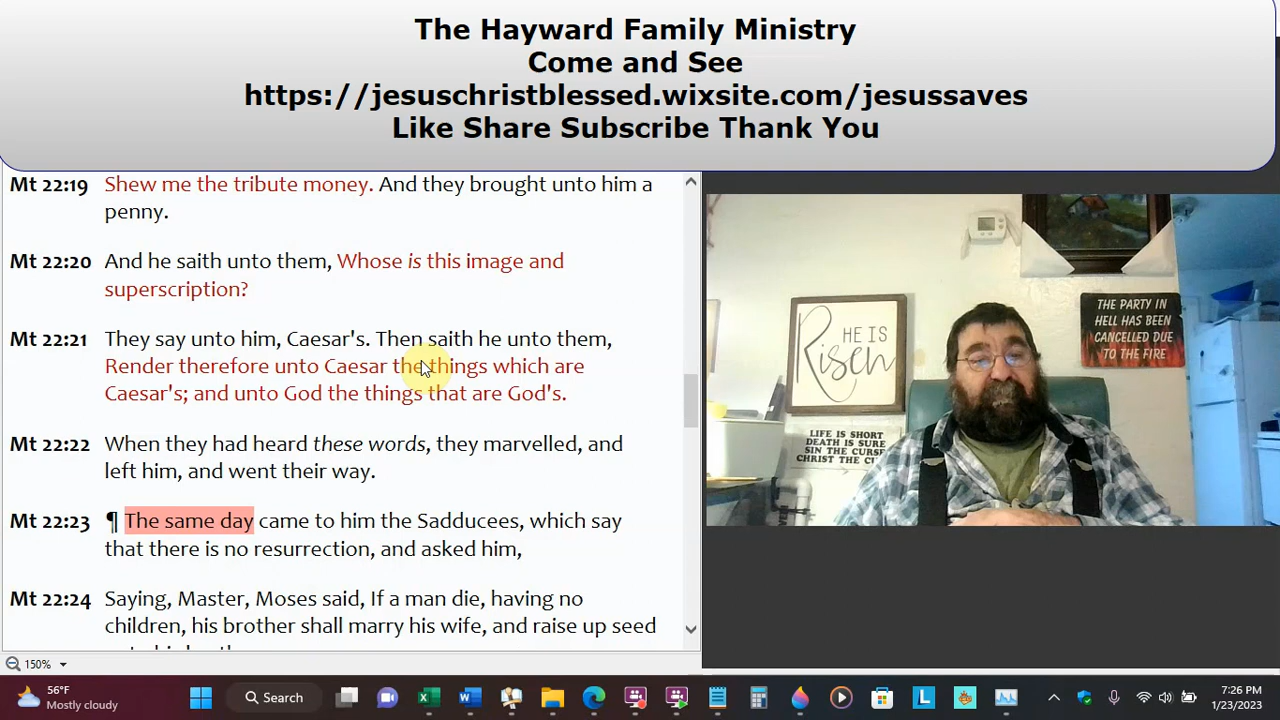 The Hayward Family Ministry
Come and See
https://jesuschristblessed.wixsite.com/jesussaves
Like Share Subscribe Thank You
Mt 22:19 Shew me the tribute money. And they brought unto him a
penny.
Mt 22:20 And he saith unto them, Whose is this image and
superscription?
Mt 22:21 They say unto him, Caesar's. Then saith he unto them,
Render therefore unto Caesar the things which are
Caesar's; and unto God the things that are God's.
Mt 22:22 When they had heard these words, they marvelled, and
left him, and went their way.
Mt 22:23 ¶ The same day came to him the Sadducees, which say
that there is no resurrection, and asked him,
Mt 22:24 Saying, Master, Moses said, If a man die, having no
children, his brother shall marry his wife, and raise up seed
150%
HE IS
Risen
LIFE IS SHORT
DEATH IS SURE
SIN THE CURSE
CHRIST THE CU
THE PARTY IN
HELL HAS BEEN
CANCELLED DUE
TO THE FIRE
56°F
Mostly cloudy
Search
7:26 PM
1/23/2023